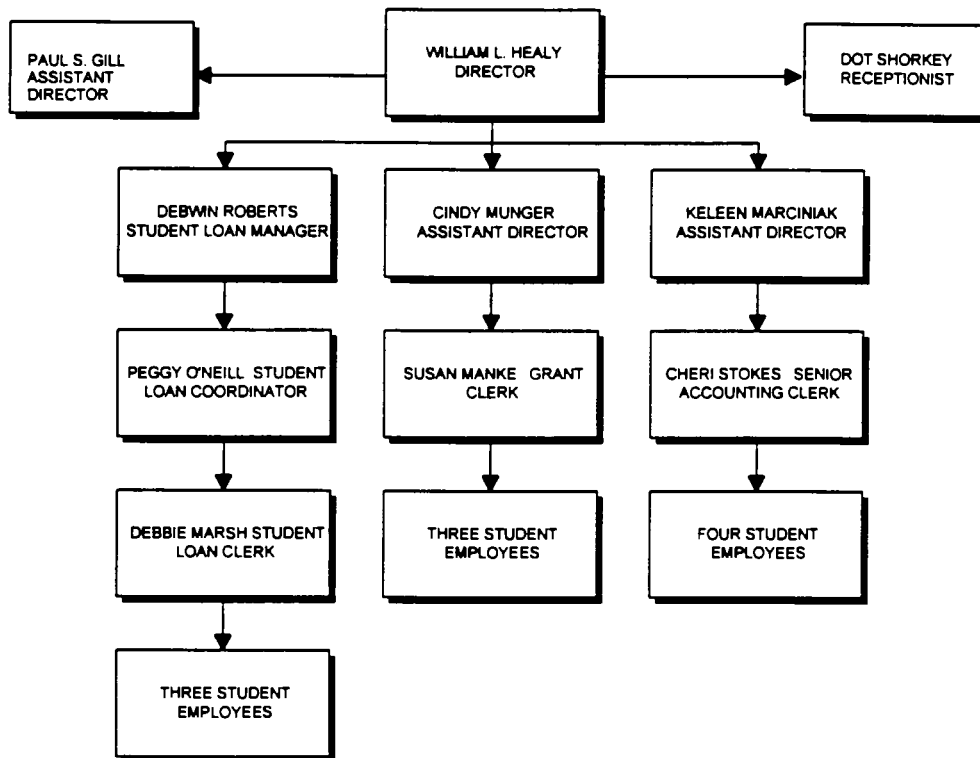 PAUL S. GILL
ASSISTANT
DIRECTOR
WILLIAM L. HEALY
DIRECTOR
DOT SHORKEY
RECEPTIONIST
DEBWIN ROBERTS
STUDENT LOAN MANAGER
CINDY MUNGER
ASSISTANT DIRECTOR
KELEEN MARCINIAK
ASSISTANT DIRECTOR
PEGGY O'NEILL STUDENT
LOAN COORDINATOR
SUSAN MANKE GRANT
CLERK
CHERI STOKES SENIOR
ACCOUNTING CLERK
DEBBIE MARSH STUDENT
LOAN CLERK
THREE STUDENT
EMPLOYEES
FOUR STUDENT
EMPLOYEES
THREE STUDENT
EMPLOYEES